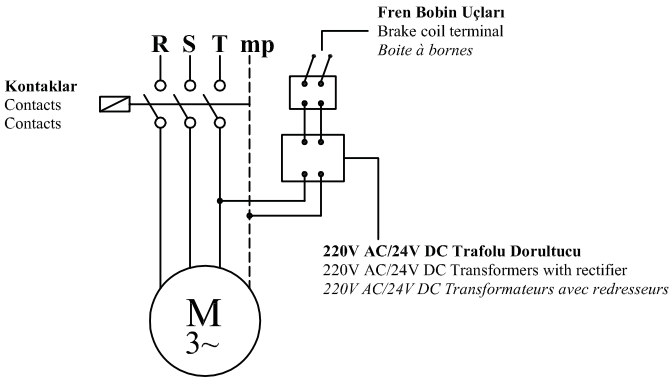 Fren Bobin Uçları
Brake coil terminal
Boite à bornes
R S T mp
Kontaklar
Contacts
Contacts
220V AC/24V DC Trafolu Dorultucu
220V AC/24V DC Transformers with rectifier
220V AC/24V DC Transformateurs avec redresseurs
M
3~